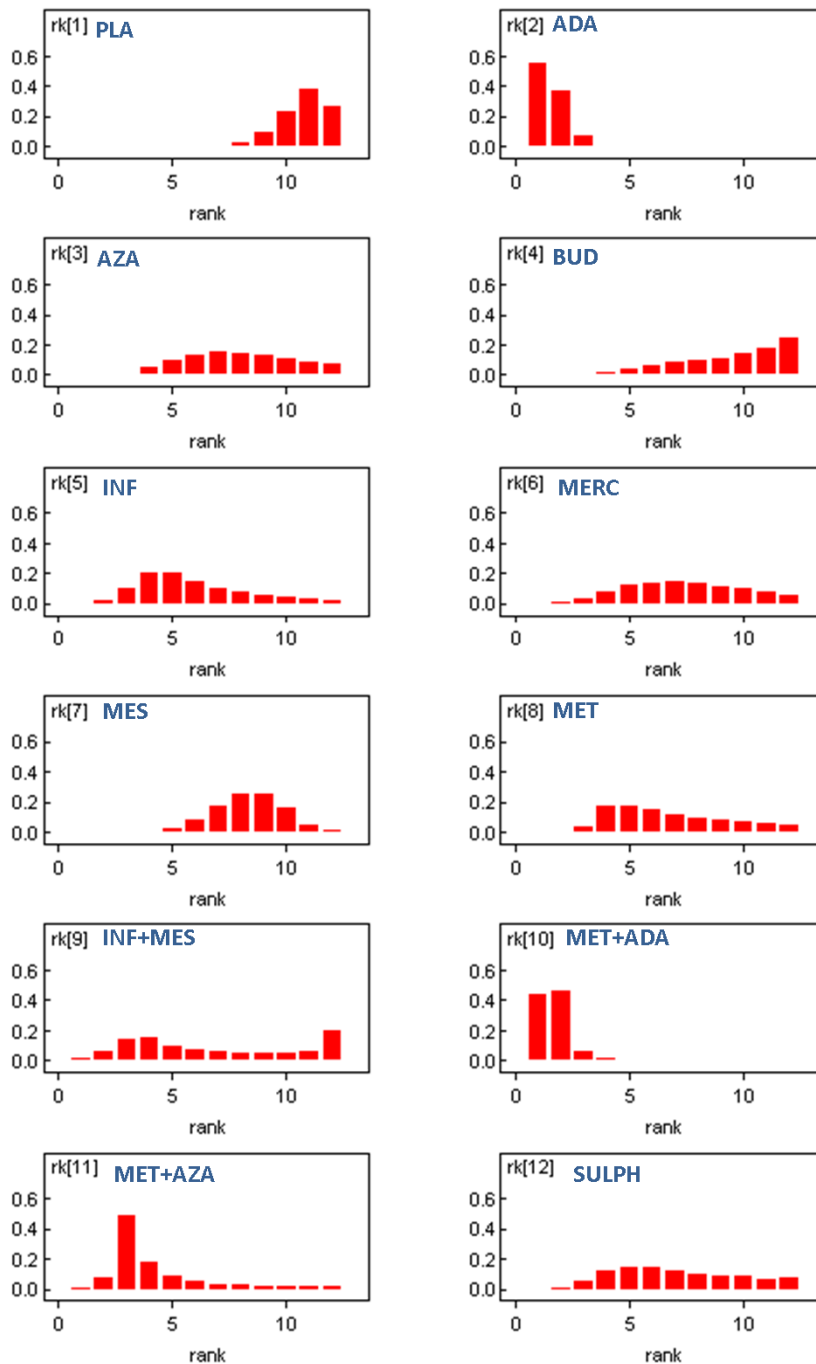 rk[1] PLA
0.6
0.4
0.2
0.0
0 5 10
rank
rk[2] ADA
0.6
0.4
0.2
0.0
0 5 10
rank
rk[3] AZA
0.6
0.4
0.2
0.0
0 5 10
rank
rk[4] BUD
0.6
0.4
0.2
0.0
0 5 10
rank
rk[5] INF
0.6
0.4
0.2
0.0
0 5 10
rank
rk[6] MERC
0.6
0.4
0.2
0.0
0 5 10
rank
rk[7] MES
0.6
0.4
0.2
0.0
0 5 10
rank
rk[8] MET
0.6
0.4
0.2
0.0
0 5 10
rank
rk[9] INF+MES
0.6
0.4
0.2
0.0
0 5 10
rank
rk[10] MET+ADA
0.6
0.4
0.2
0.0
0 5 10
rank
rk[11] MET+AZA
0.6
0.4
0.2
0.0
0 5 10
rank
rk[12] SULPH
0.6
0.4
0.2
0.0
0 5 10
rank